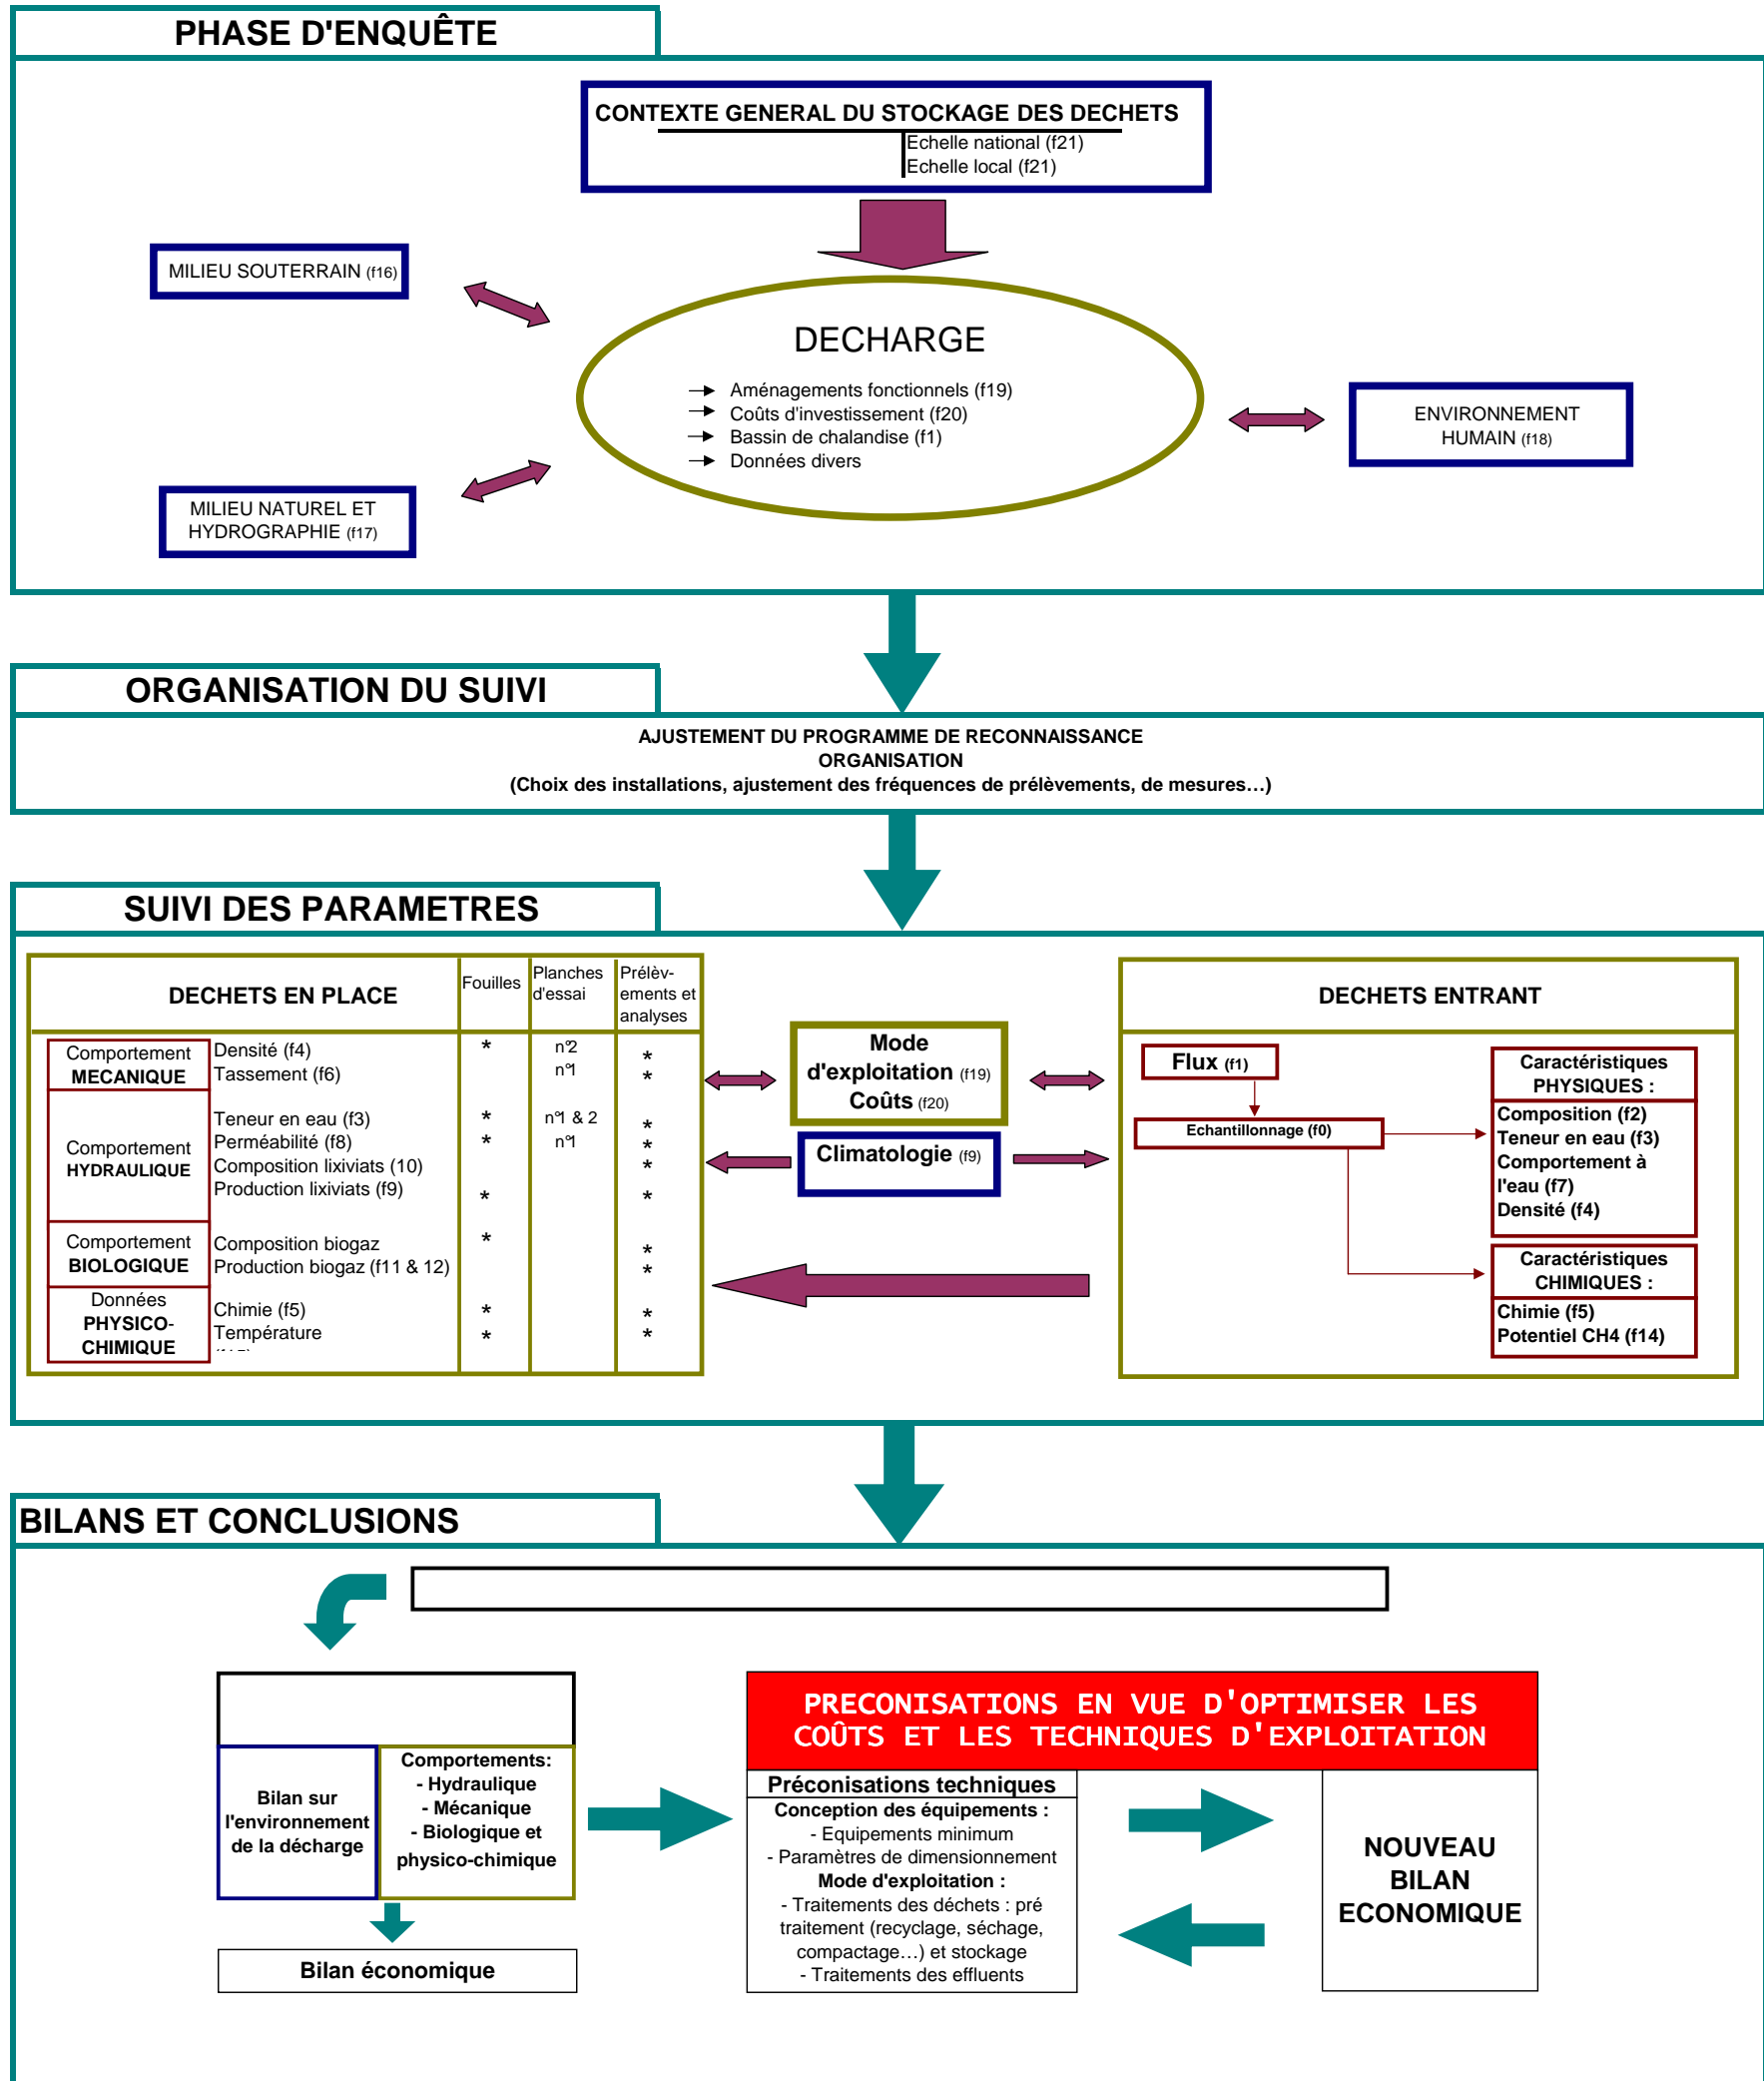 PHASE D'ENQUÊTE
CONTEXTE GENERAL DU STOCKAGE DES DECHETS
Echelle national (f21)
Echelle local (f21)
MILIEU SOUTERRAIN (f16)
DECHARGE
Aménagements fonctionnels (f19)
Coûts d'investissement (f20)
Bassin de chalandise (f1)
Données divers
ENVIRONNEMENT
HUMAIN (f18)
MILIEU NATUREL ET
HYDROGRAPHIE (f17)
ORGANISATION DU SUIVI
AJUSTEMENT DU PROGRAMME DE RECONNAISSANCE
ORGANISATION
(Choix des installations, ajustement des fréquences de prélèvements, de mesures…)
SUIVI DES PARAMETRES
DECHETS EN PLACE
Fouilles
Planches
d'essai
Prélèv-
ements et
analyses
Comportement
MECANIQUE
Densité (f4) * n°2 *
Tassement (f6) n°1 *
Comportement
HYDRAULIQUE
Teneur en eau (f3) * n°1 & 2 *
Perméabilité (f8) * n°1 *
Composition lixiviats (10) *
Production lixiviats (f9) * *
Comportement
BIOLOGIQUE
Composition biogaz * *
Production biogaz (f11 & 12) *
Données
PHYSICO-
CHIMIQUE
Chimie (f5) * *
Température * *
Mode
d'exploitation (f19)
Coûts (f20)
Climatologie (f9)
DECHETS ENTRANT
Flux (f1)
Echantillonnage (f0)
Caractéristiques
PHYSIQUES :
Composition (f2)
Teneur en eau (f3)
Comportement à
l'eau (f7)
Densité (f4)
Caractéristiques
CHIMIQUES :
Chimie (f5)
Potentiel CH4 (f14)
BILANS ET CONCLUSIONS
Bilan sur
l'environnement
de la décharge
Comportements:
- Hydraulique
- Mécanique
- Biologique et
physico-chimique
Bilan économique
PRECONISATIONS EN VUE D'OPTIMISER LES
COÛTS ET LES TECHNIQUES D'EXPLOITATION
Préconisations techniques
Conception des équipements :
- Equipements minimum
- Paramètres de dimensionnement
Mode d'exploitation :
- Traitements des déchets : pré
traitement (recyclage, séchage,
compactage…) et stockage
- Traitements des effluents
NOUVEAU
BILAN
ECONOMIQUE